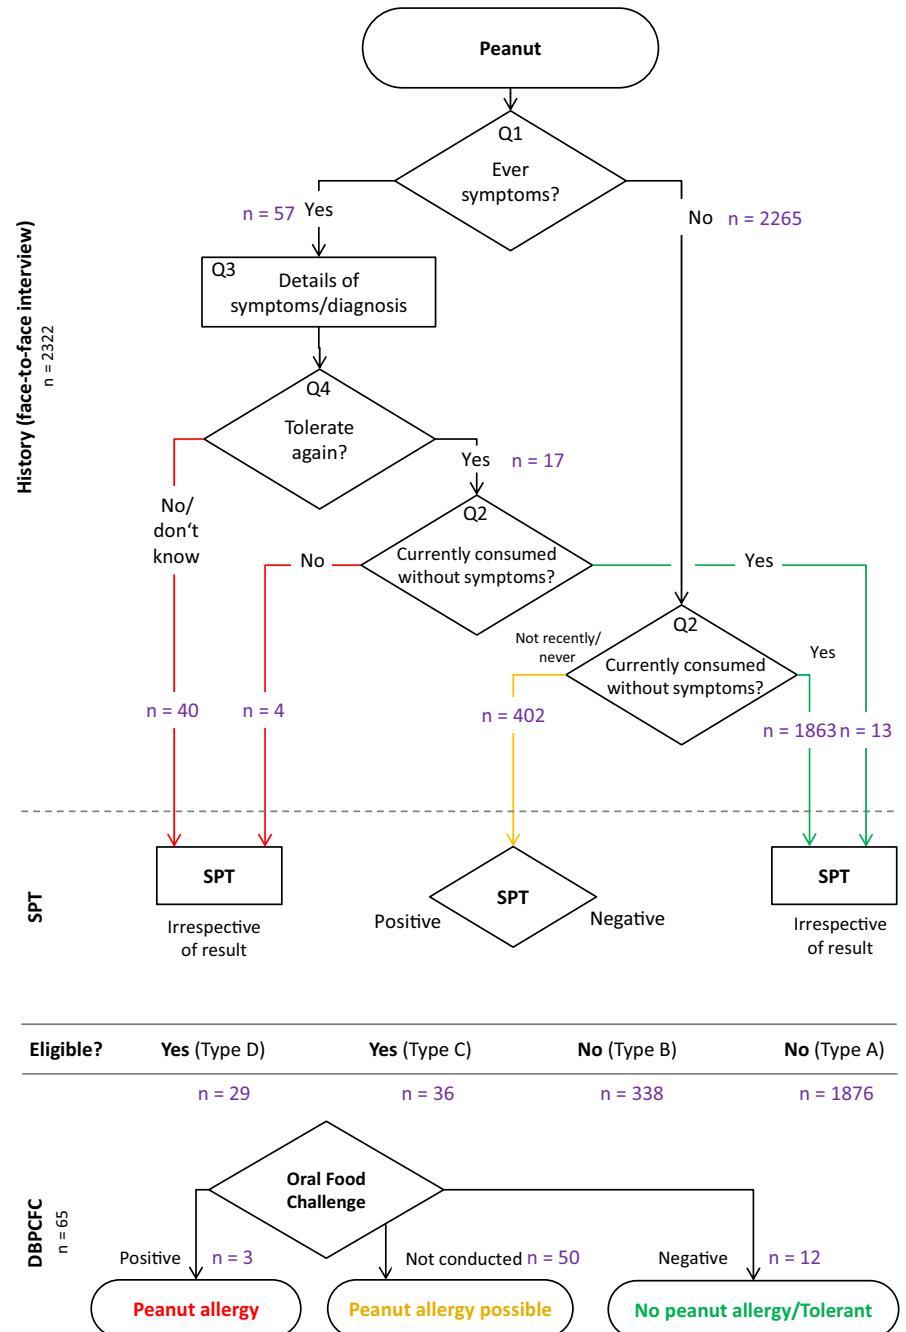 Peanut
Q1
Ever
symptoms?
n = 57 Yes
No n = 2265
Q3
Details of
symptoms/diagnosis
History (face-to-face interview)
n = 2322
Q4
Tolerate
again?
Yes n = 17
No/
don‘t
know
Q2
Currently consumed
without symptoms?
No
Yes
Q2
Currently consumed
without symptoms?
Not recently/
never
Yes
n = 40
n = 4
n = 402
n = 1863
n = 13
SPT
SPT
Irrespective
of result
SPT
Positive
Negative
SPT
Irrespective
of result
Eligible? Yes (Type D) Yes (Type C) No (Type B) No (Type A)
n = 29 n = 36 n = 338 n = 1876
DBPCFC
n = 65
Oral Food
Challenge
Positive n = 3
Not conducted n = 50
Negative n = 12
Peanut allergy
Peanut allergy possible
No peanut allergy/Tolerant